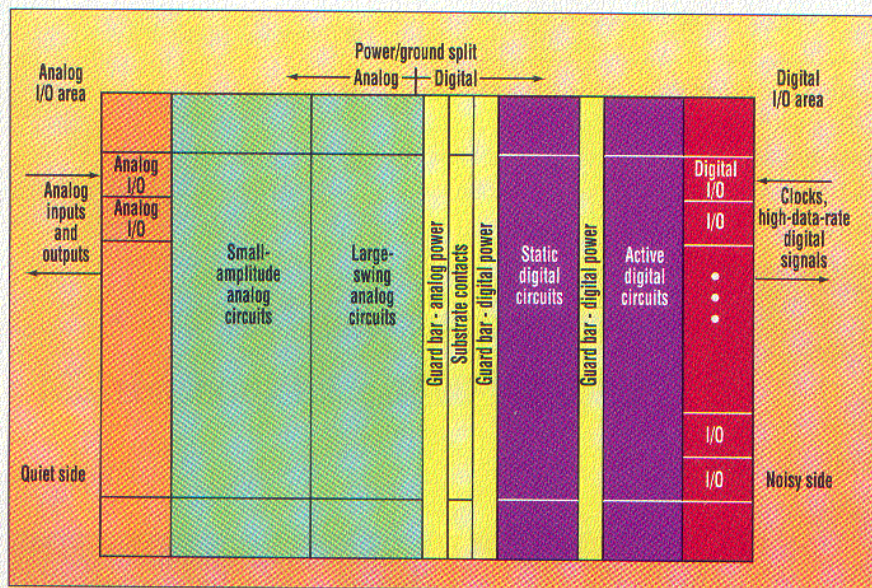 Power/ground split
Analog
Digital
Analog
I/O area
Digital
I/O area
Analog
I/O
Analog
I/O
Analog
inputs
and
outputs
Small-
amplitude
analog
circuits
Large-
swing
analog
circuits
Guard bar - analog power
Substrate contacts
Guard bar - digital power
Static
digital
circuits
Guard bar - digital power
Active
digital
circuits
Digital
I/O
I/O
I/O
I/O
Clocks,
high-data-rate
digital
signals
Quiet side
Noisy side